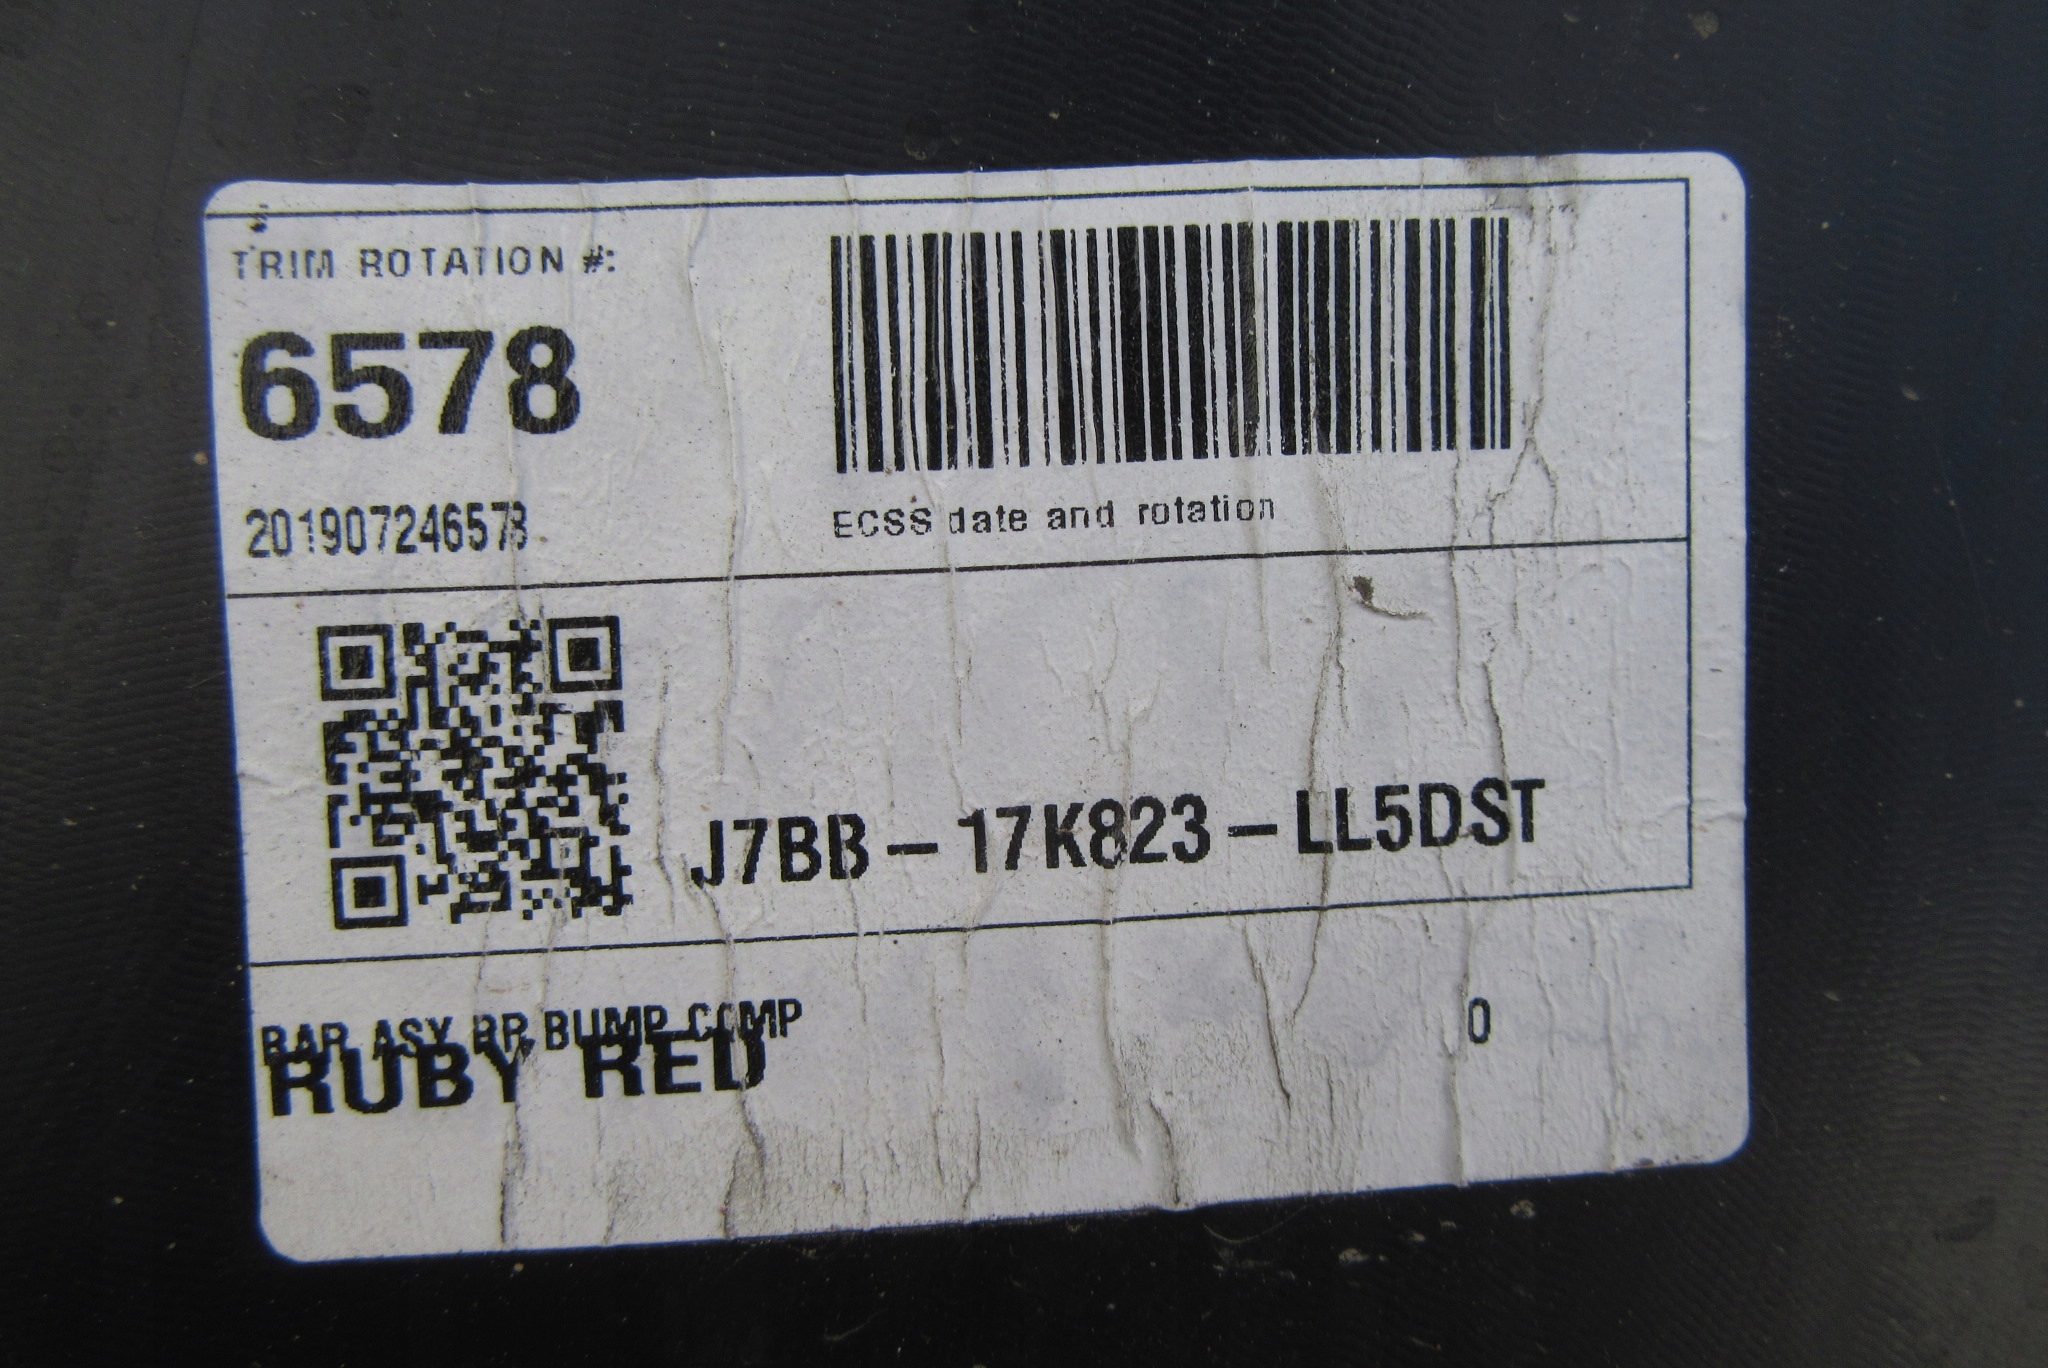 TRIM ROTATION #:
6578
201907246578
ECSS date and rotation
J7BB-17K823-LL5DST
BAR ASY RR BUMP COMP
0
RUBY RED